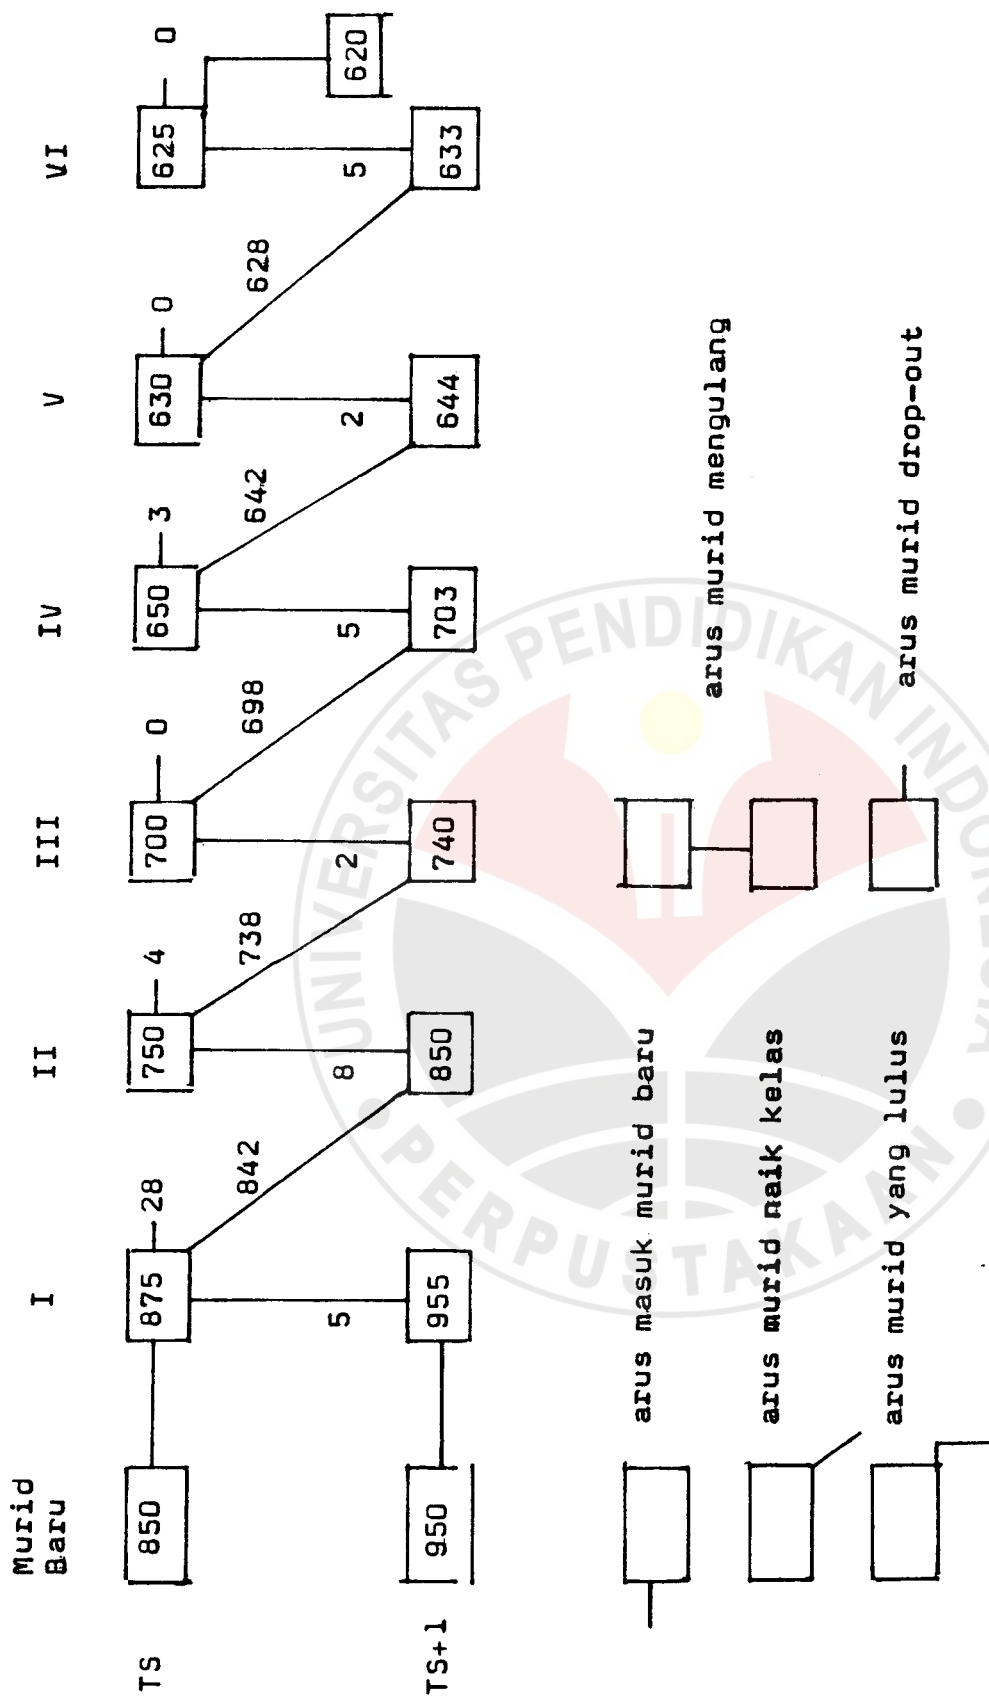 Murid
Baru
I
II
III
IV
V
VI
TS
850
875
28
750
4
700
0
650
3
630
0
625
0
842
738
698
642
628
620
5
8
2
5
2
5
TS+1
950
955
850
740
703
644
633
arus masuk murid baru
arus murid mengulang
arus murid naik kelas
arus murid yang lulus
arus murid drop-out
UNIVERSITAS PENDIDIKAN INDONESIA
PERPUSTAKAAN